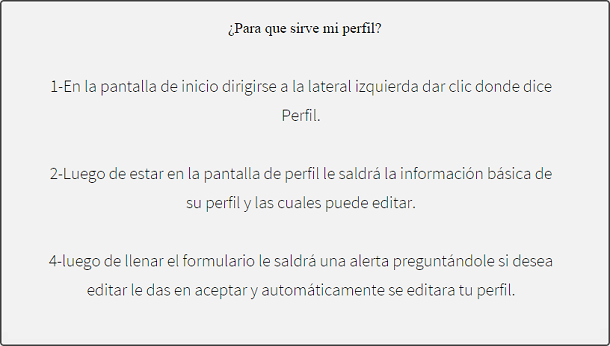 ¿Para que sirve mi perfil?
1-En la pantalla de inicio dirigirse a la lateral izquierda dar clic donde dice
Perfil.
2-Luego de estar en la pantalla de perfil le saldrá la información básica de
su perfil y las cuales puede editar.
4-luego de llenar el formulario le saldrá una alerta preguntándole si desea
editar le das en aceptar y automáticamente se editara tu perfil.